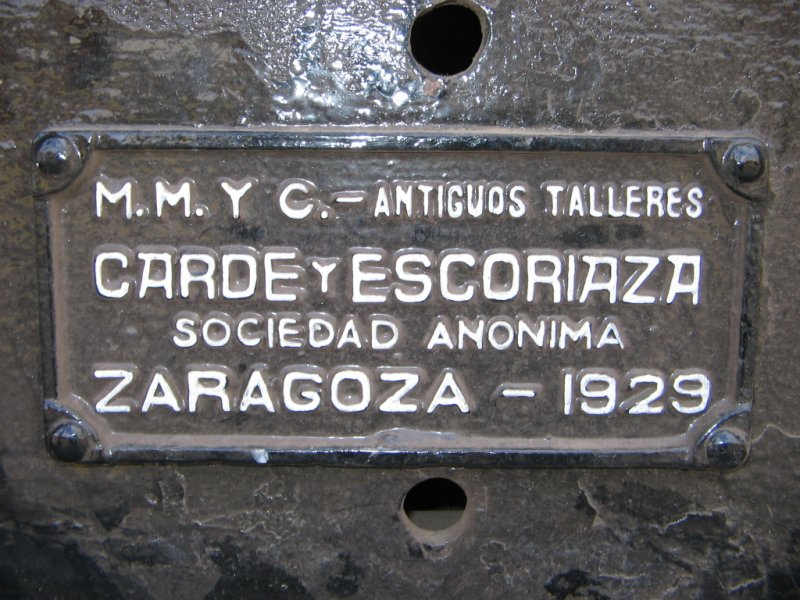 M.M. Y C.- ANTIGUOS TALLERES
CARDE Y ESCORIAZA
SOCIEDAD ANONIMA
ZARAGOZA - 1929